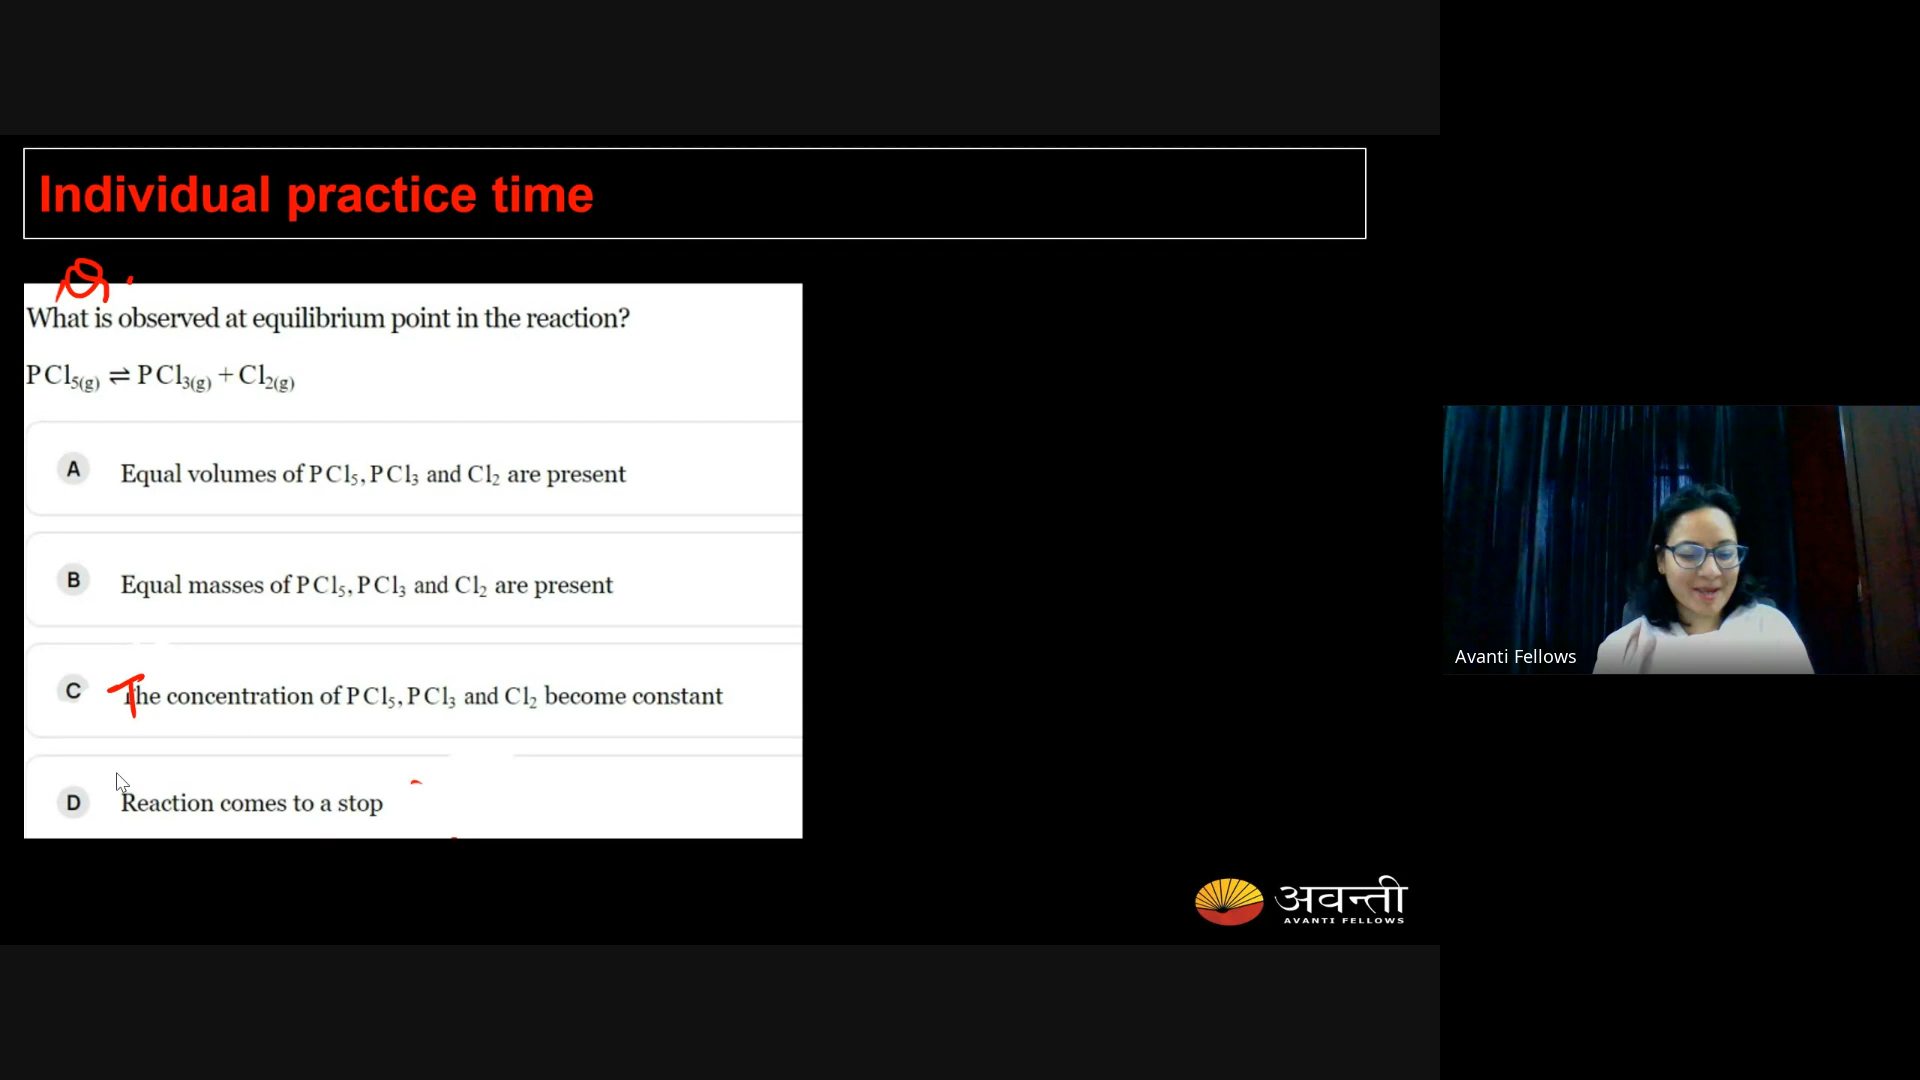 Individual practice time
Q.
What is observed at equilibrium point in the reaction?
PCl₅(g) ⇌ PCl₃(g) + Cl₂(g)
A Equal volumes of PCl₅, PCl₃ and Cl₂ are present
B Equal masses of PCl₅, PCl₃ and Cl₂ are present
C The concentration of PCl₅, PCl₃ and Cl₂ become constant
D Reaction comes to a stop
Avanti Fellows
अवन्ती
AVANTI FELLOWS